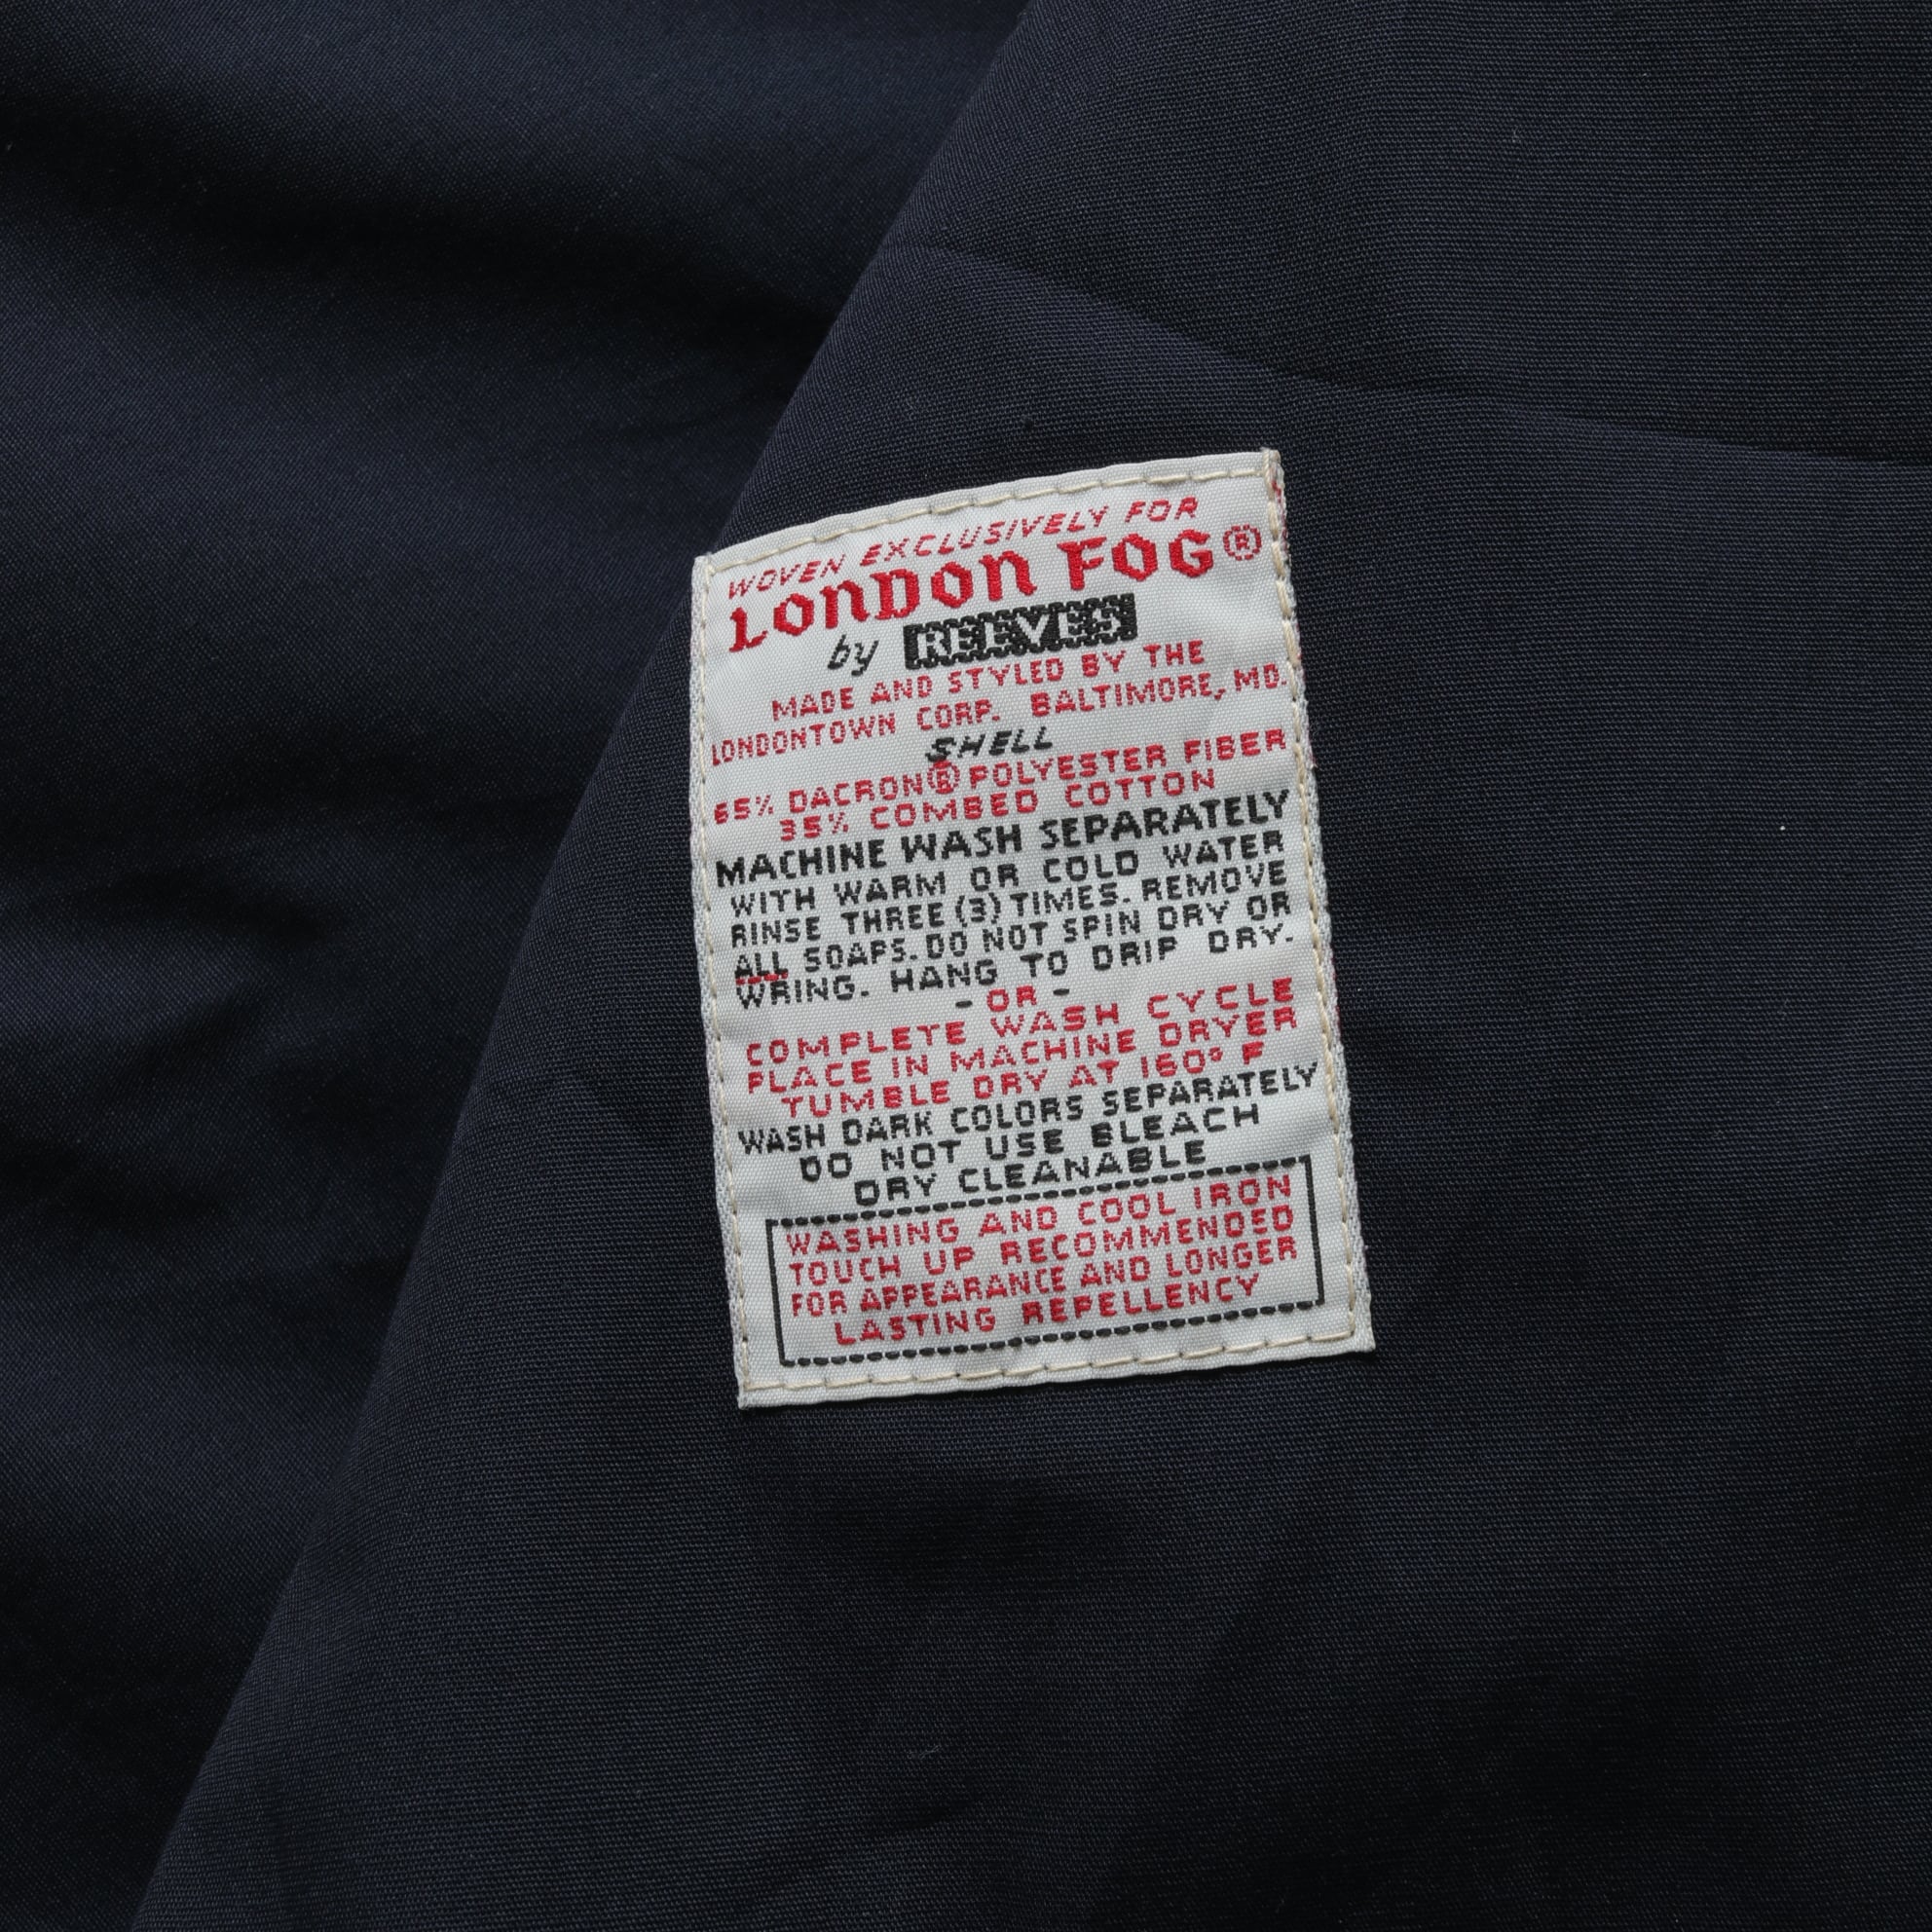 WOVEN EXCLUSIVELY FOR
LONDON FOG®
by REEVES
MADE AND STYLED BY THE
LONDONTOWN CORP. BALTIMORE, MD.
SHELL
65% DACRON® POLYESTER FIBER
35% COMBED COTTON
MACHINE WASH SEPARATELY
WITH WARM OR COLD WATER
RINSE THREE (3) TIMES. REMOVE
ALL SOAPS. DO NOT SPIN DRY OR
WRING. HANG TO DRIP DRY.
- OR -
COMPLETE WASH CYCLE
PLACE IN MACHINE DRYER
TUMBLE DRY AT 160° F
WASH DARK COLORS SEPARATELY
DO NOT USE BLEACH
DRY CLEANABLE
WASHING AND COOL IRON
TOUCH UP RECOMMENDED
FOR APPEARANCE AND LONGER
LASTING REPELLENCY